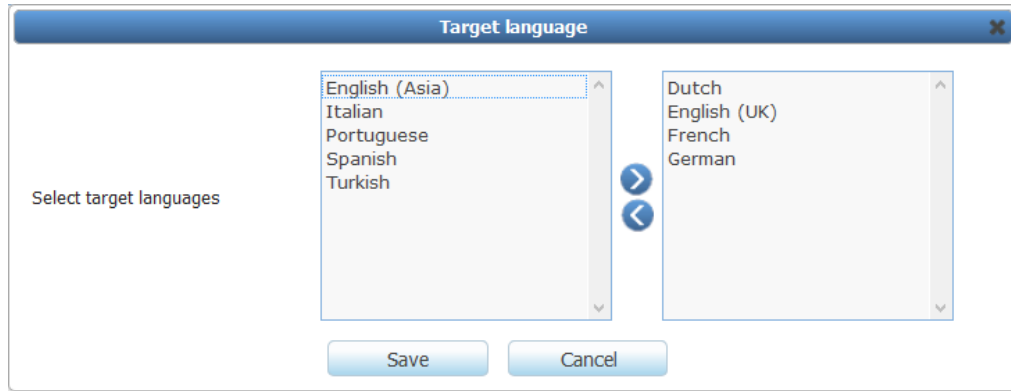 Target language
Select target languages
English (Asia)
Italian
Portuguese
Spanish
Turkish
Dutch
English (UK)
French
German
Save
Cancel